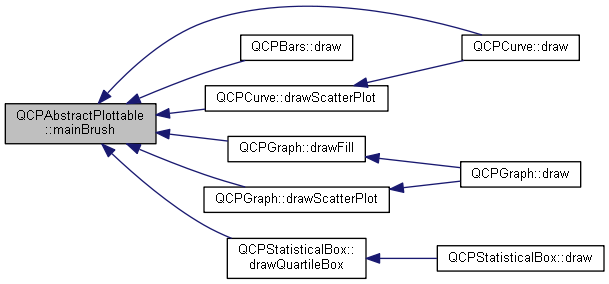 QCPAbstractPlottable
::mainBrush
QCPBars::draw
QCPCurve::draw
QCPCurve::drawScatterPlot
QCPGraph::drawFill
QCPGraph::draw
QCPGraph::drawScatterPlot
QCPStatisticalBox::
drawQuartileBox
QCPStatisticalBox::draw